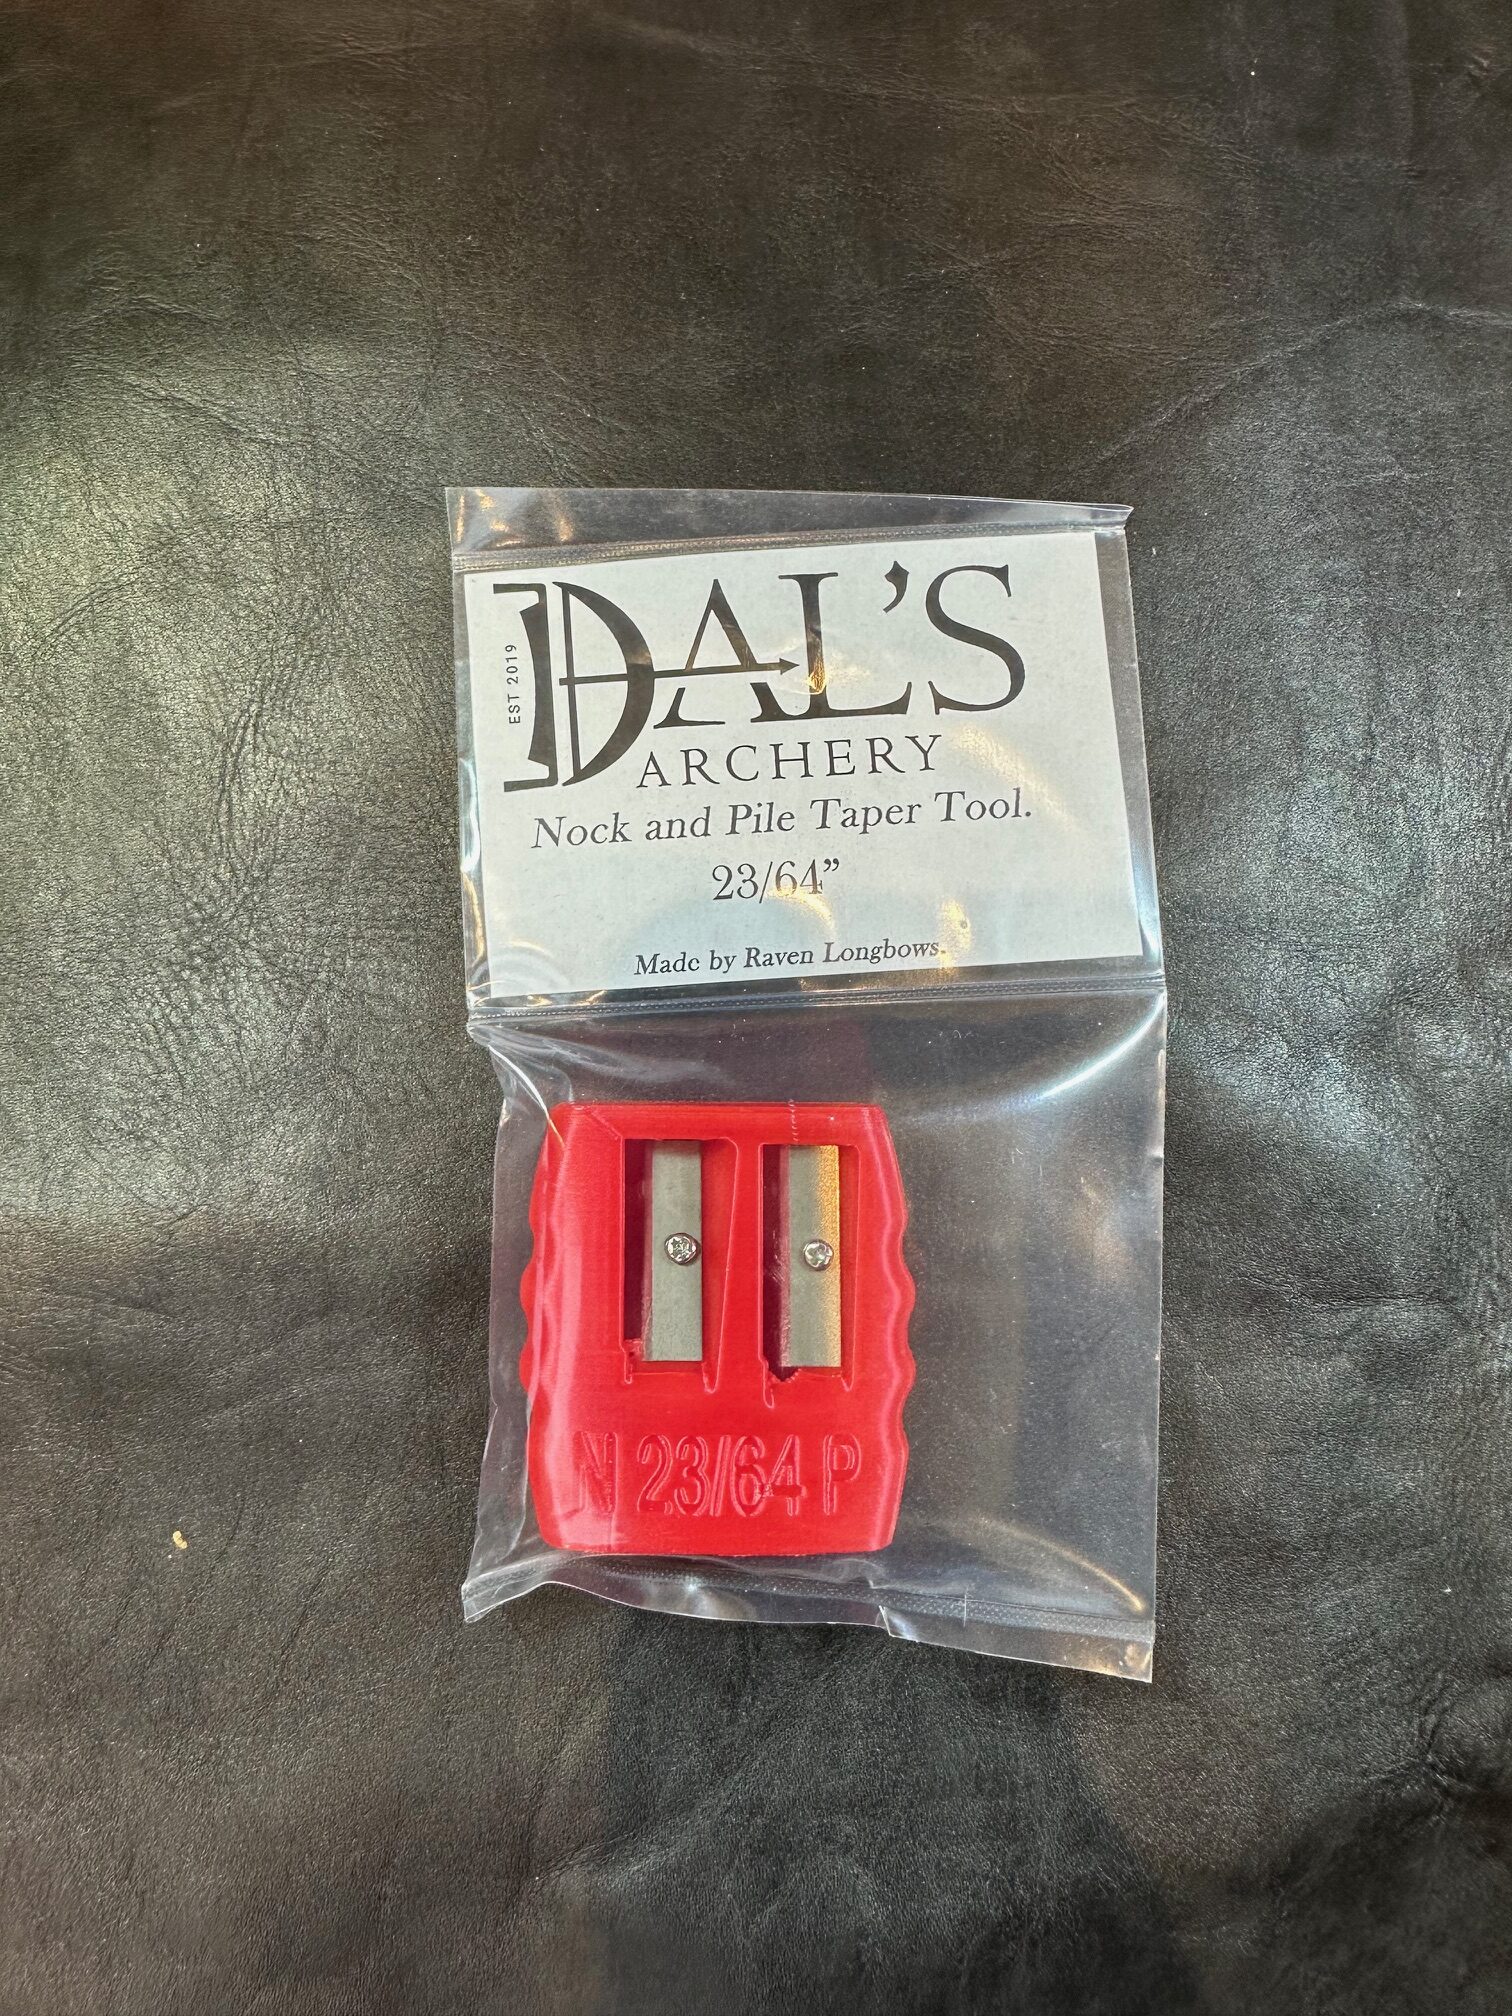 EST 2019
DAL'S
ARCHERY
Nock and Pile Taper Tool.
23/64”
Made by Raven Longbows.
N 23/64 P